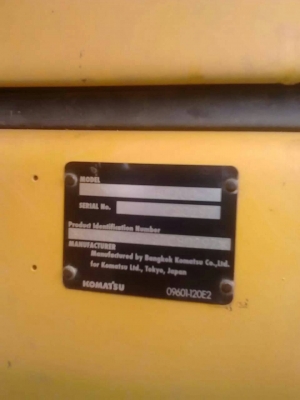 MODEL
SERIAL No.
Product Identification Number
MANUFACTURER
Manufactured by Bangkok Komatsu Co.,Ltd.
for Komatsu Ltd., Tokyo, Japan
KOMATSU 09601-120E2